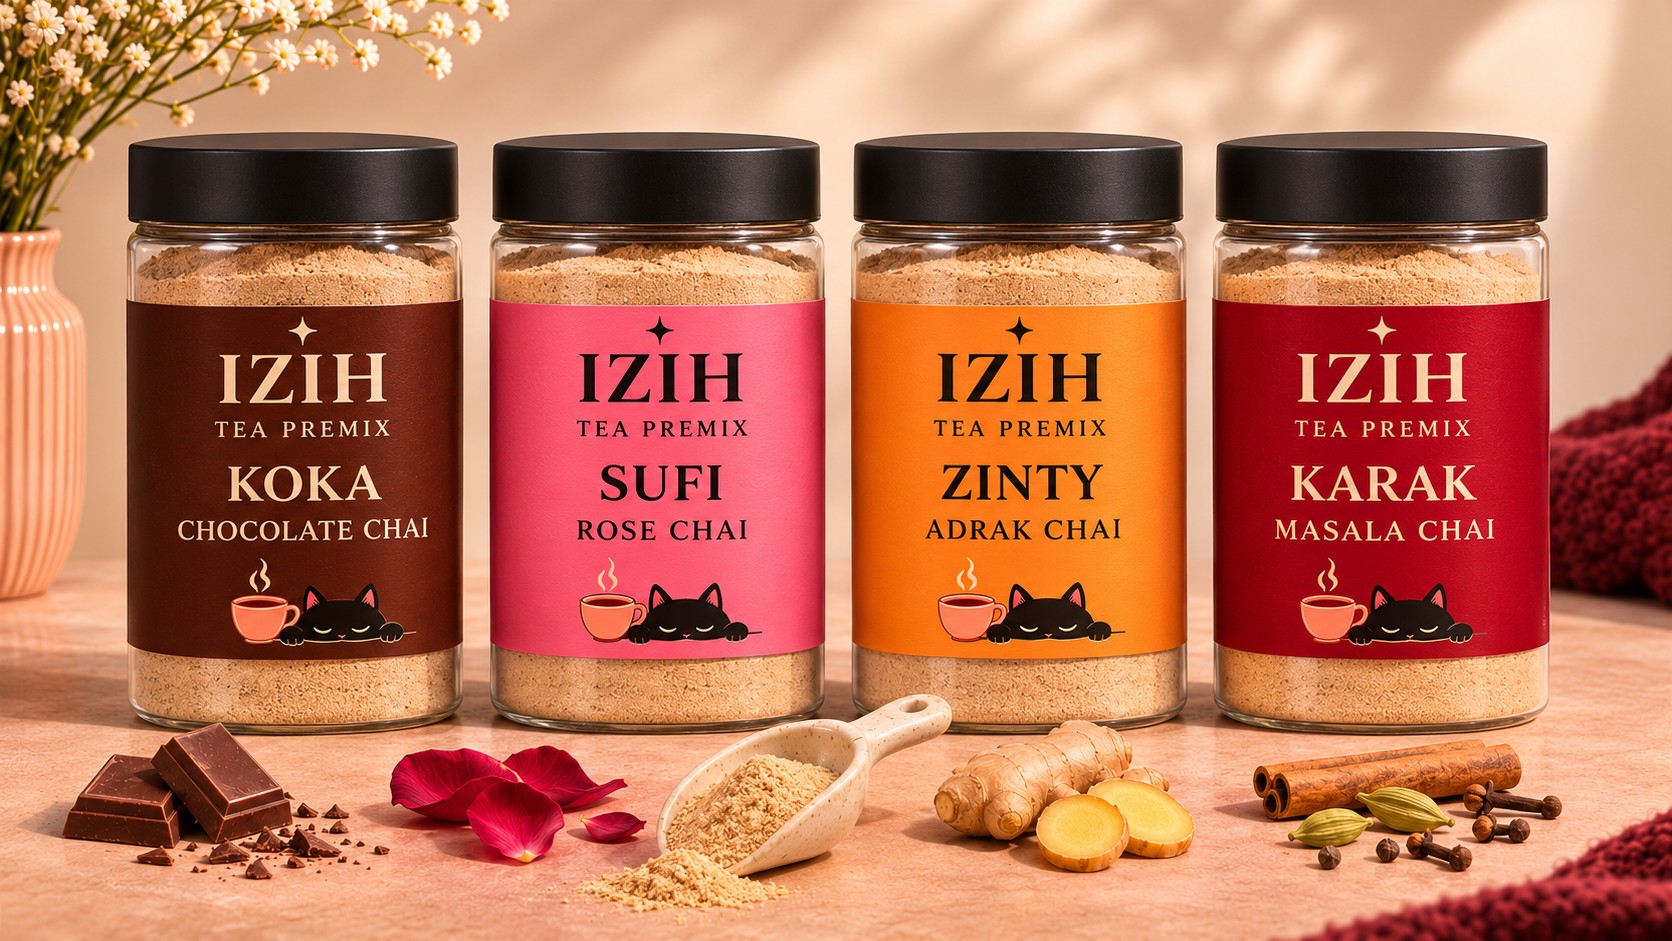 IZIH
TEA PREMIX
KOKA
CHOCOLATE CHAI
IZIH
TEA PREMIX
SUFI
ROSE CHAI
IZIH
TEA PREMIX
ZINTY
ADRAK CHAI
IZIH
TEA PREMIX
KARAK
MASALA CHAI